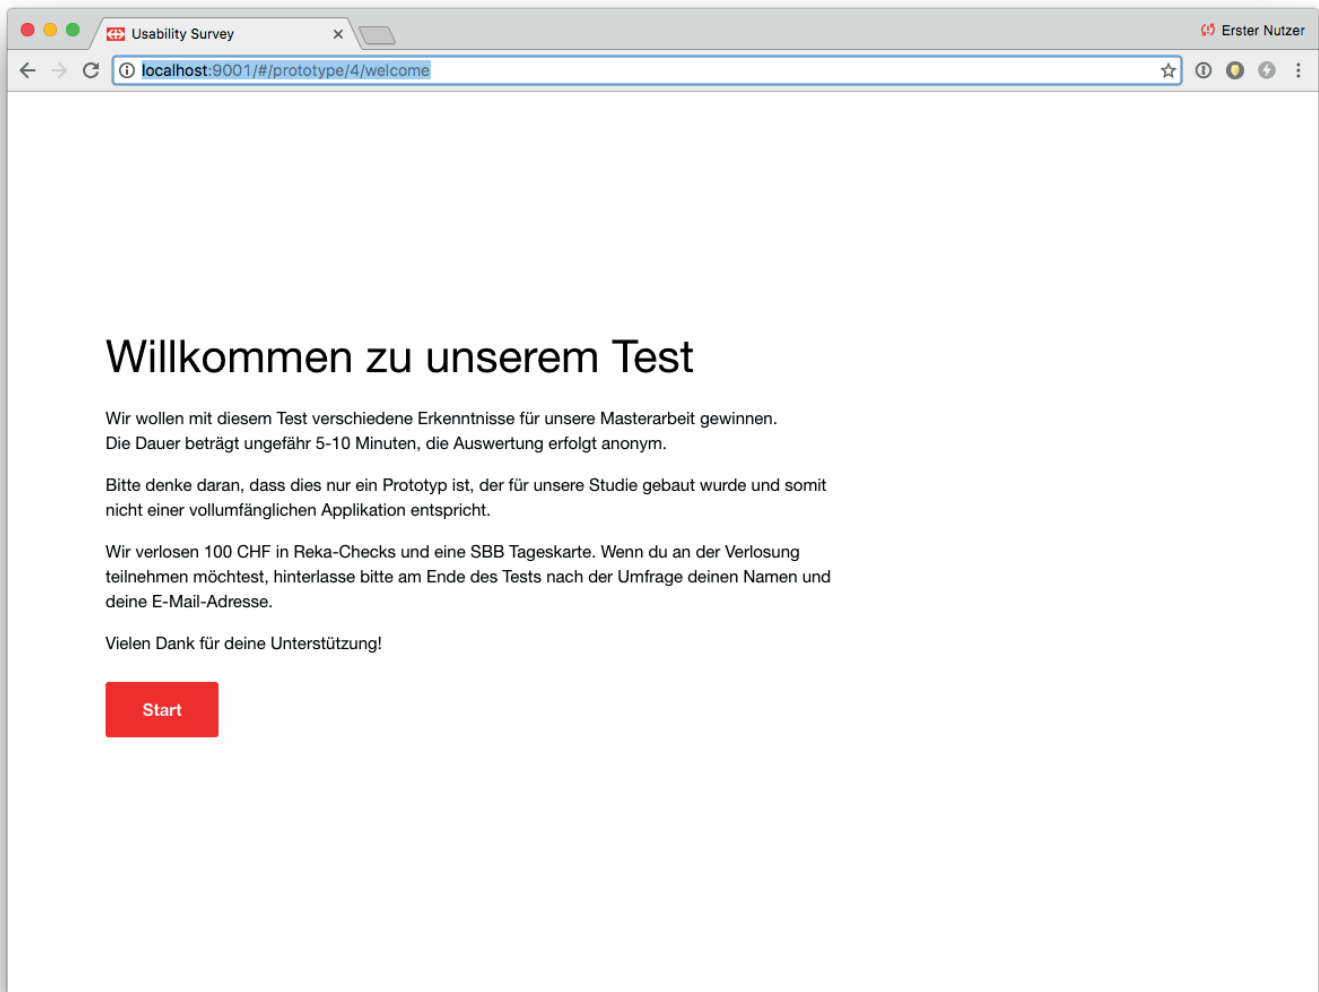 Usability Survey
Erster Nutzer
localhost:9001/#/prototype/4/welcome
Willkommen zu unserem Test
Wir wollen mit diesem Test verschiedene Erkenntnisse für unsere Masterarbeit gewinnen.
Die Dauer beträgt ungefähr 5-10 Minuten, die Auswertung erfolgt anonym.
Bitte denke daran, dass dies nur ein Prototyp ist, der für unsere Studie gebaut wurde und somit
nicht einer vollumfänglichen Applikation entspricht.
Wir verlosen 100 CHF in Reka-Checks und eine SBB Tageskarte. Wenn du an der Verlosung
teilnehmen möchtest, hinterlasse bitte am Ende des Tests nach der Umfrage deinen Namen und
deine E-Mail-Adresse.
Vielen Dank für deine Unterstützung!
Start